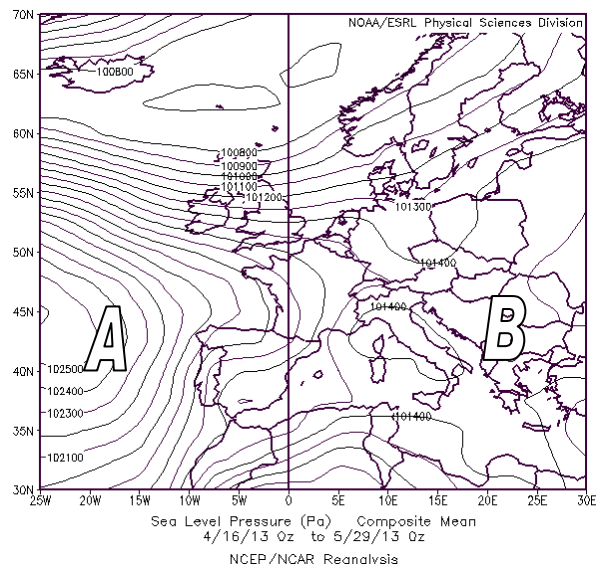 NOAA/ESRL Physical Sciences Division
70N
65N
100800
60N
100800
100900
101000
101100
55N
101200
101300
50N
101400
45N
101400
A
B
40N
102500
102400
102300
101400
35N
102100
30N
25W 20W 15W 10W 5W 0 5E 10E 15E 20E 25E 30E
Sea Level Pressure (Pa) Composite Mean
4/16/13 0z to 5/29/13 0z
NCEP/NCAR Reanalysis